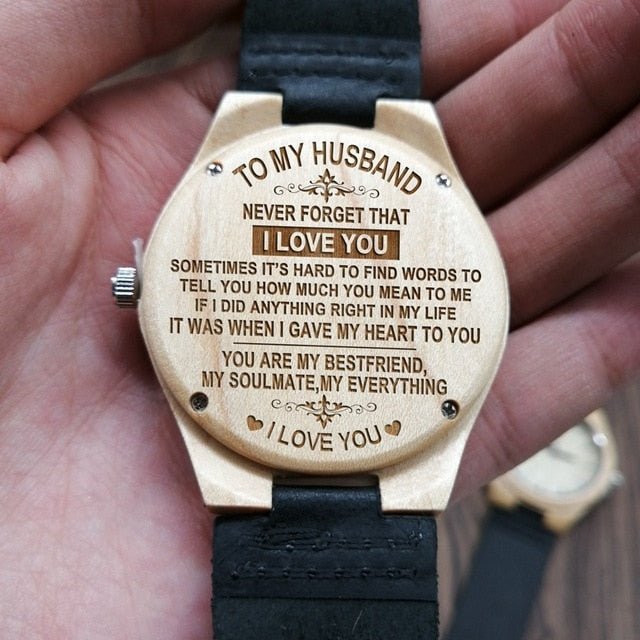 TO MY HUSBAND
NEVER FORGET THAT
I LOVE YOU
SOMETIMES IT'S HARD TO FIND WORDS TO
TELL YOU HOW MUCH YOU MEAN TO ME
IF I DID ANYTHING RIGHT IN MY LIFE
IT WAS WHEN I GAVE MY HEART TO YOU
YOU ARE MY BESTFRIEND,
MY SOULMATE,MY EVERYTHING
I LOVE YOU